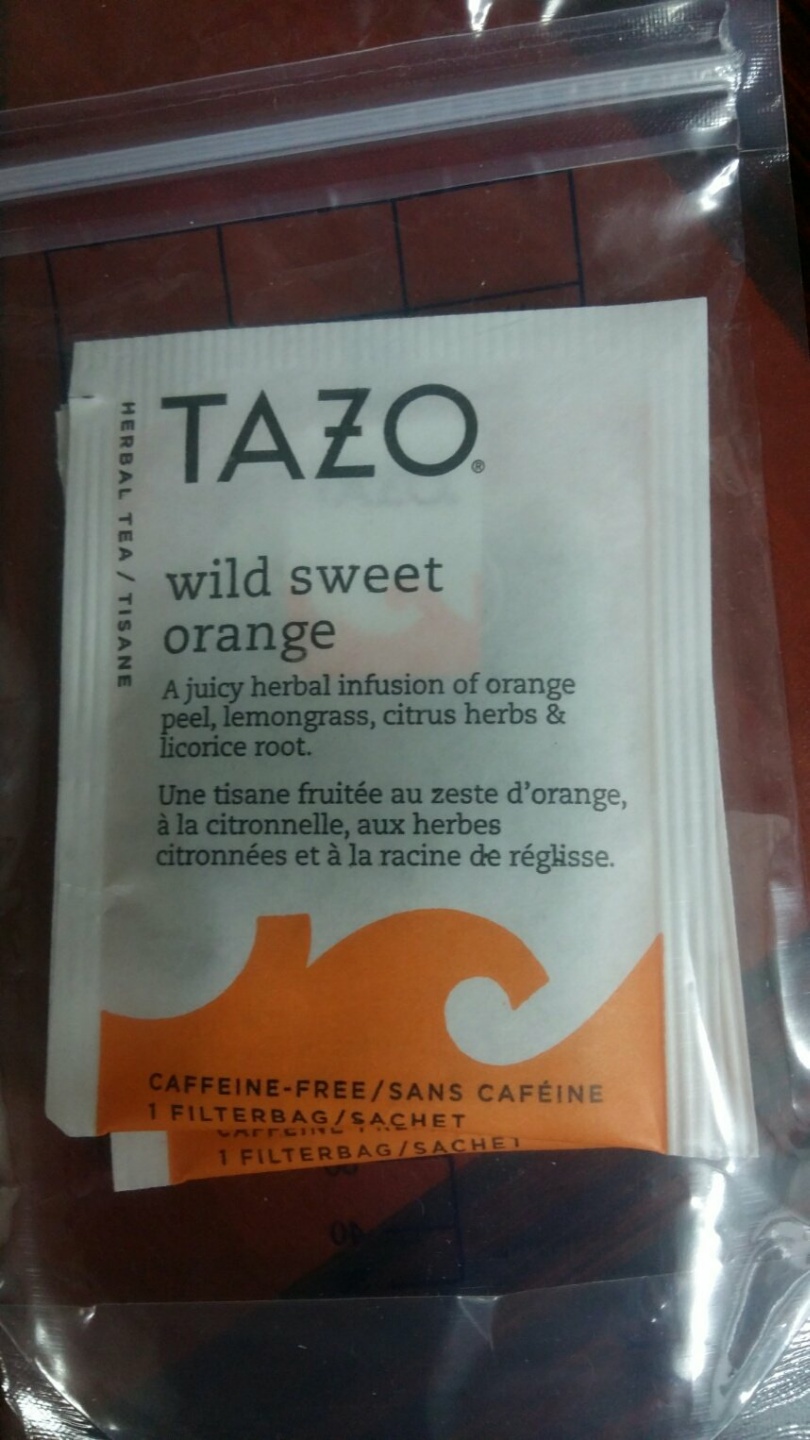 TAZO®
HERBAL TEA / TISANE
wild sweet
orange
A juicy herbal infusion of orange
peel, lemongrass, citrus herbs &
licorice root.
Une tisane fruitée au zeste d'orange,
à la citronnelle, aux herbes
citronnées et à la racine de réglisse.
CAFFEINE-FREE/SANS CAFÉINE
1 FILTERBAG/SACHET
1 FILTERBAG/SACHET